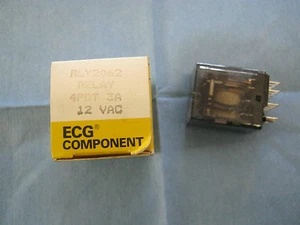 RLY2062
RELAY
4PDT 3A
12 VAC
ECG®
COMPONENT